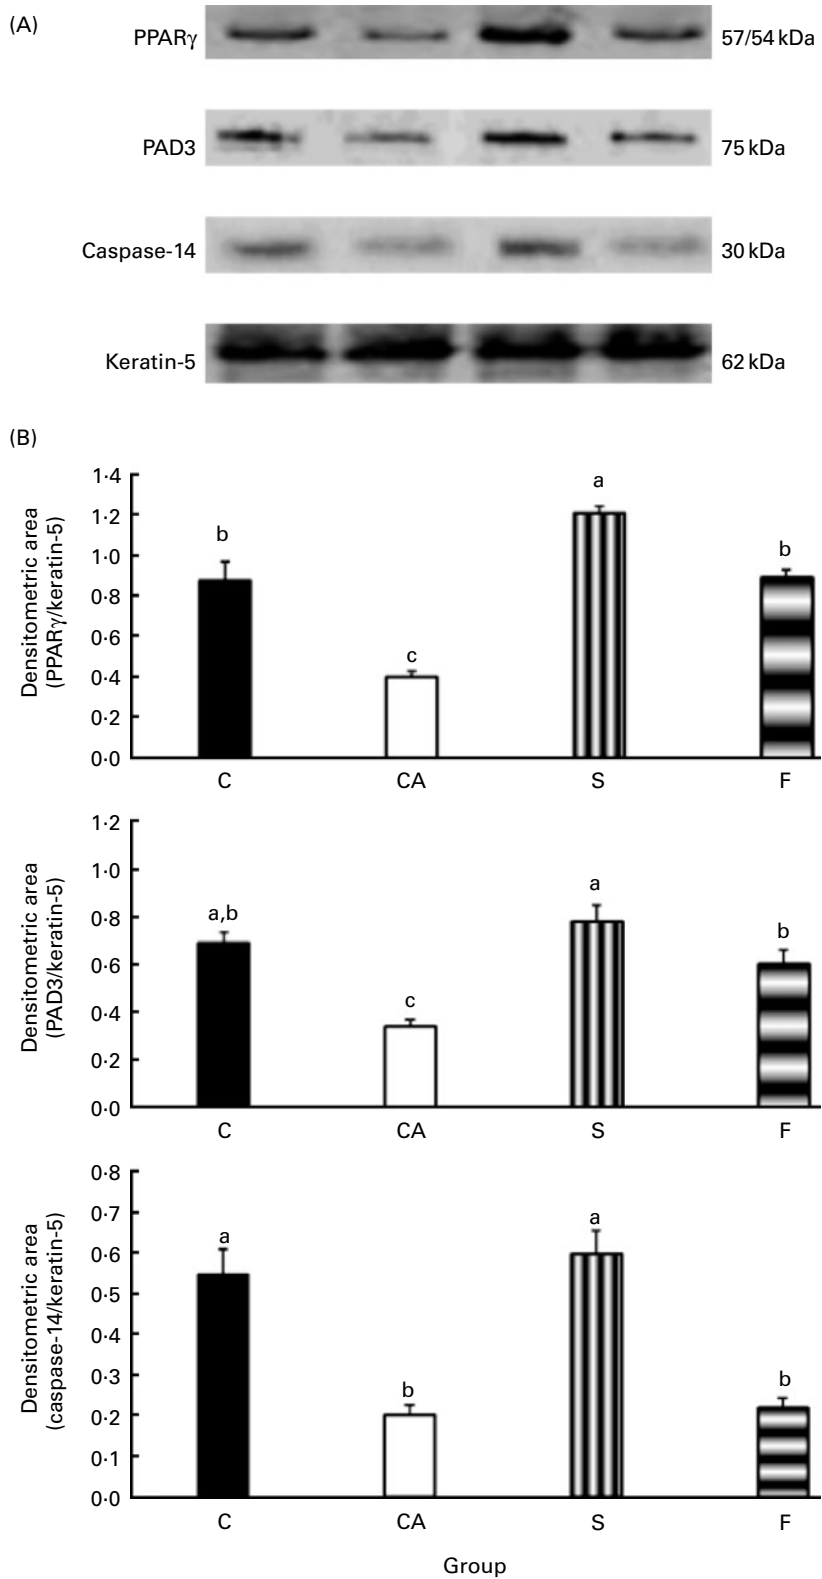 (A)
PPARγ 57/54 kDa
PAD3 75 kDa
Caspase-14 30 kDa
Keratin-5 62 kDa
(B)
Densitometric area
(PPARγ/keratin-5)
1·4
1·2
1·0
0·8
0·6
0·4
0·2
0·0
b
c
a
b
C CA S F
Densitometric area
(PAD3/keratin-5)
1·2
1·0
0·8
0·6
0·4
0·2
0·0
a,b
c
a
b
C CA S F
Densitometric area
(caspase-14/keratin-5)
0·8
0·7
0·6
0·5
0·4
0·3
0·2
0·1
0·0
a
b
a
b
C CA S F
Group